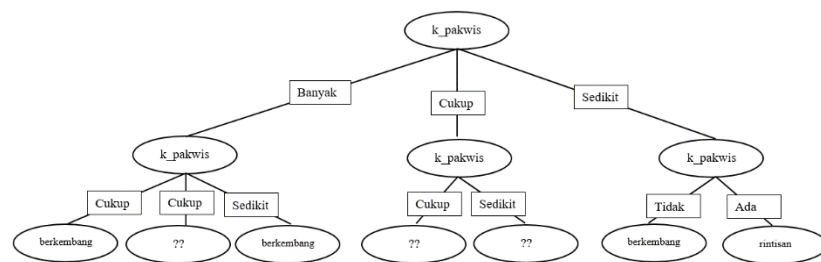 k_pakwis
Banyak
Cukup
Sedikit
k_pakwis
k_pakwis
k_pakwis
Cukup
Cukup
Sedikit
Cukup
Sedikit
Tidak
Ada
berkembang
??
berkembang
??
??
berkembang
rintisan